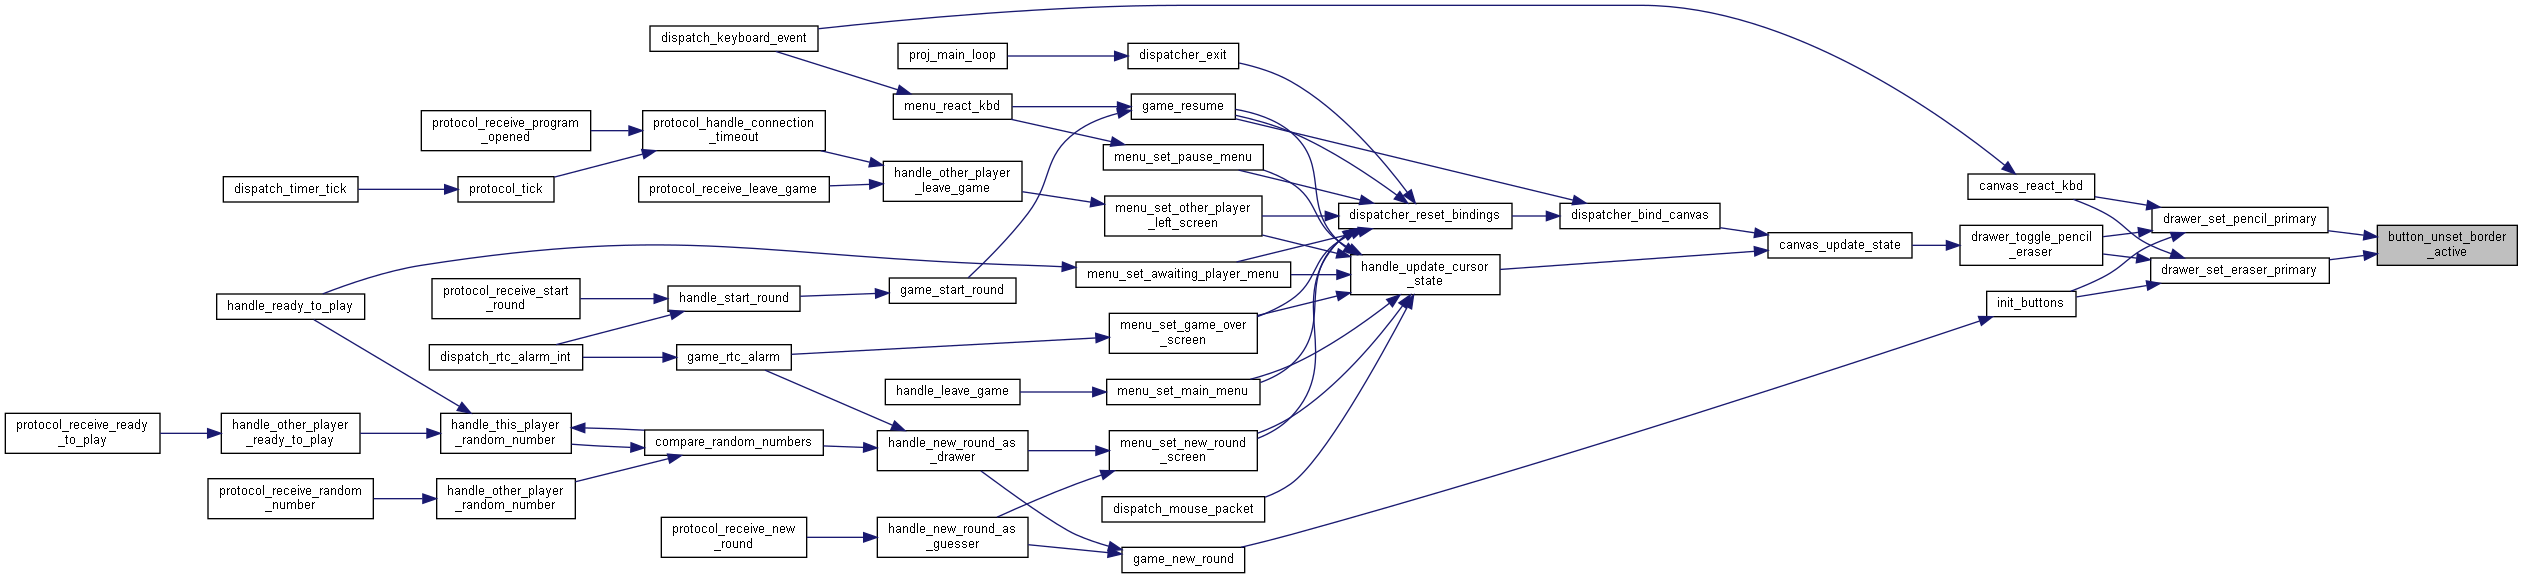 dispatch_keyboard_event
proj_main_loop
dispatcher_exit
menu_react_kbd
game_resume
protocol_receive_program
_opened
protocol_handle_connection
_timeout
menu_set_pause_menu
dispatch_timer_tick
protocol_tick
protocol_receive_leave_game
handle_other_player
_leave_game
menu_set_other_player
_left_screen
dispatcher_reset_bindings
dispatcher_bind_canvas
canvas_react_kbd
drawer_set_pencil_primary
button_unset_border
_active
drawer_toggle_pencil
_eraser
canvas_update_state
drawer_set_eraser_primary
menu_set_awaiting_player_menu
handle_update_cursor
_state
init_buttons
handle_ready_to_play
protocol_receive_start
_round
handle_start_round
game_start_round
menu_set_game_over
_screen
dispatch_rtc_alarm_int
game_rtc_alarm
handle_leave_game
menu_set_main_menu
protocol_receive_ready
_to_play
handle_other_player
_ready_to_play
handle_this_player
_random_number
compare_random_numbers
handle_new_round_as
_drawer
menu_set_new_round
_screen
protocol_receive_random
_number
handle_other_player
_random_number
dispatch_mouse_packet
protocol_receive_new
_round
handle_new_round_as
_guesser
game_new_round